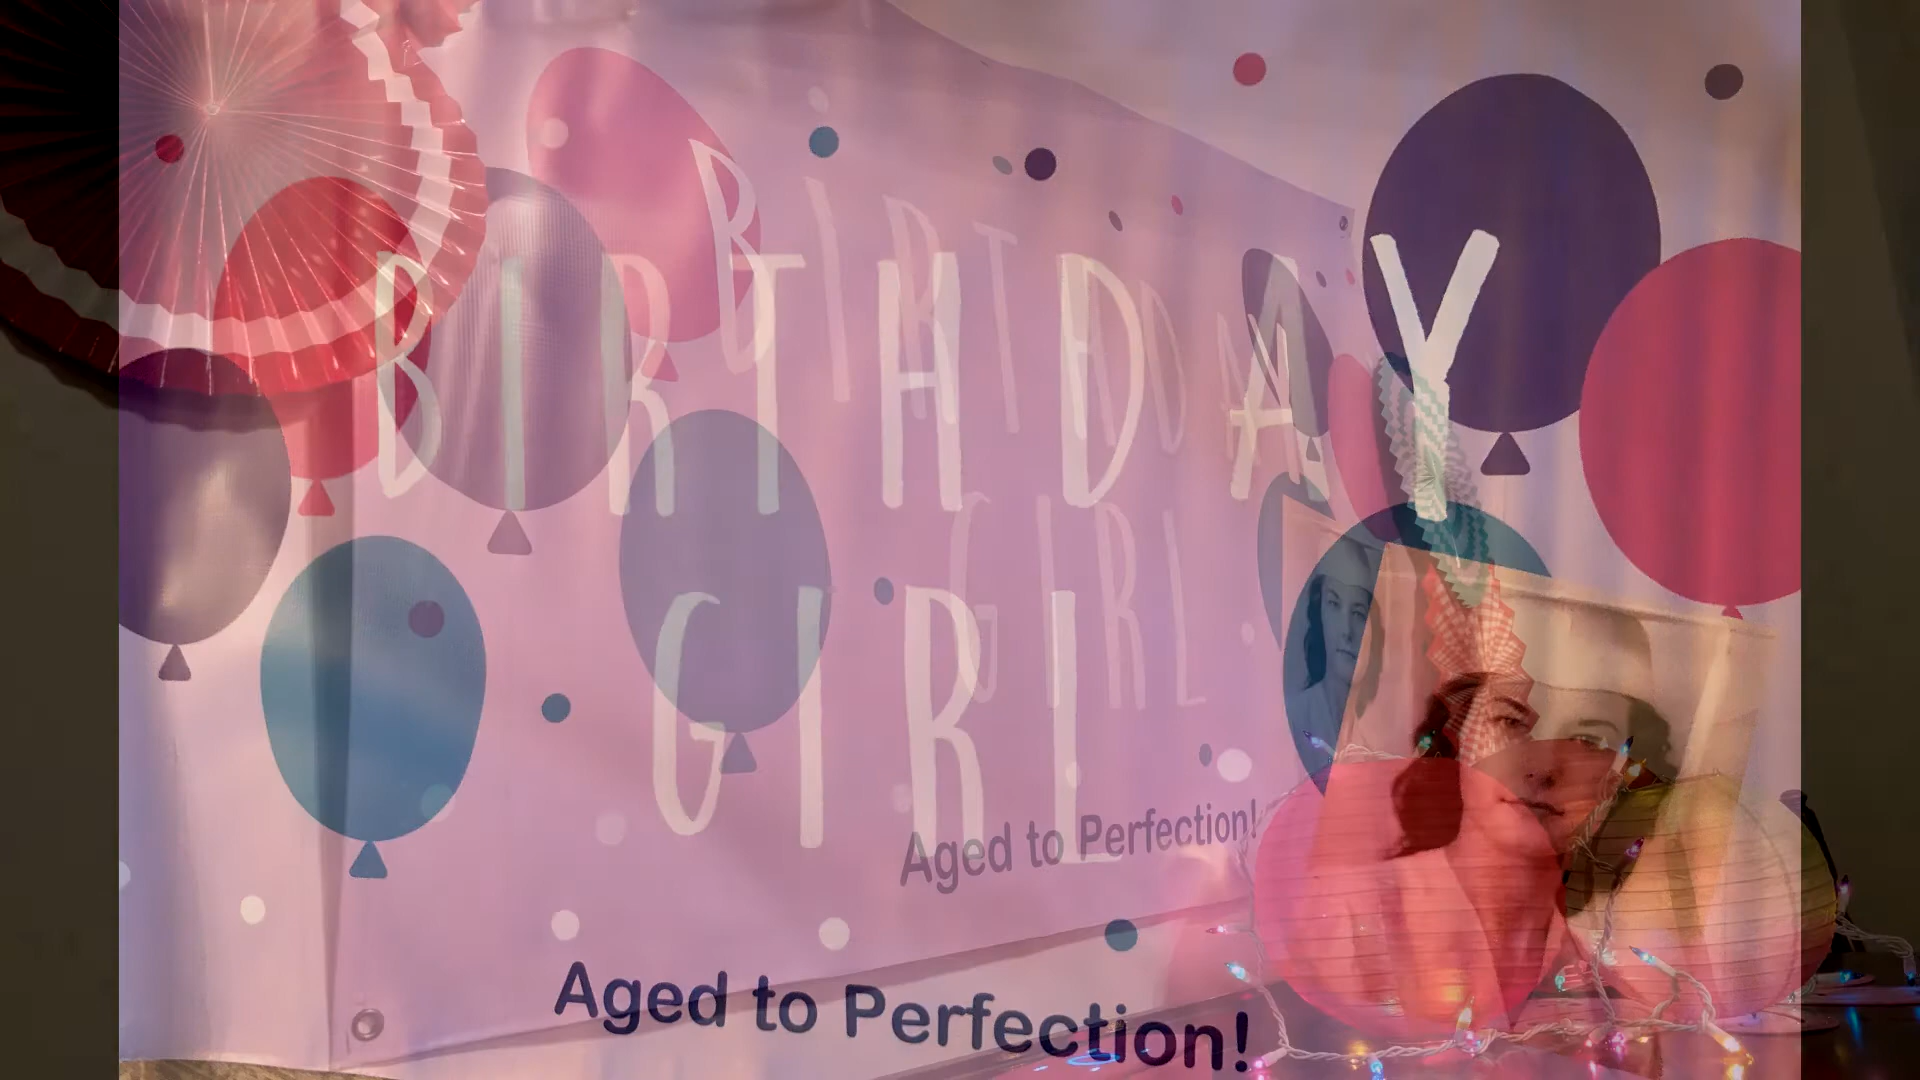 BIRTHDAY
GIRL
Aged to Perfection!
BIRTHDAY
GIRL
Aged to Perfection!